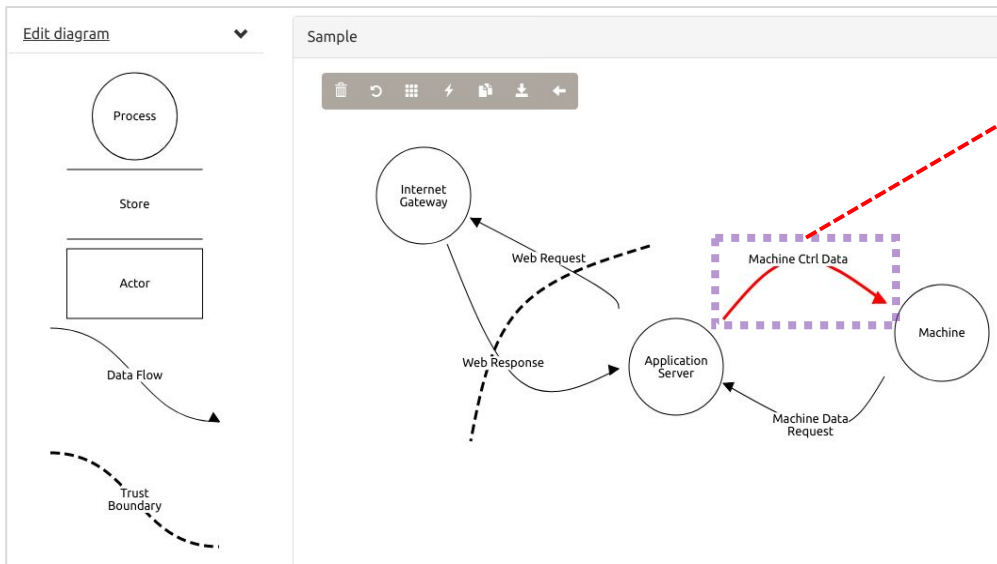 Edit diagram
Sample
Process
Store
Actor
Data Flow
Trust
Boundary
Internet
Gateway
Web Request
Machine Ctrl Data
Web Response
Application
Server
Machine
Machine Data
Request